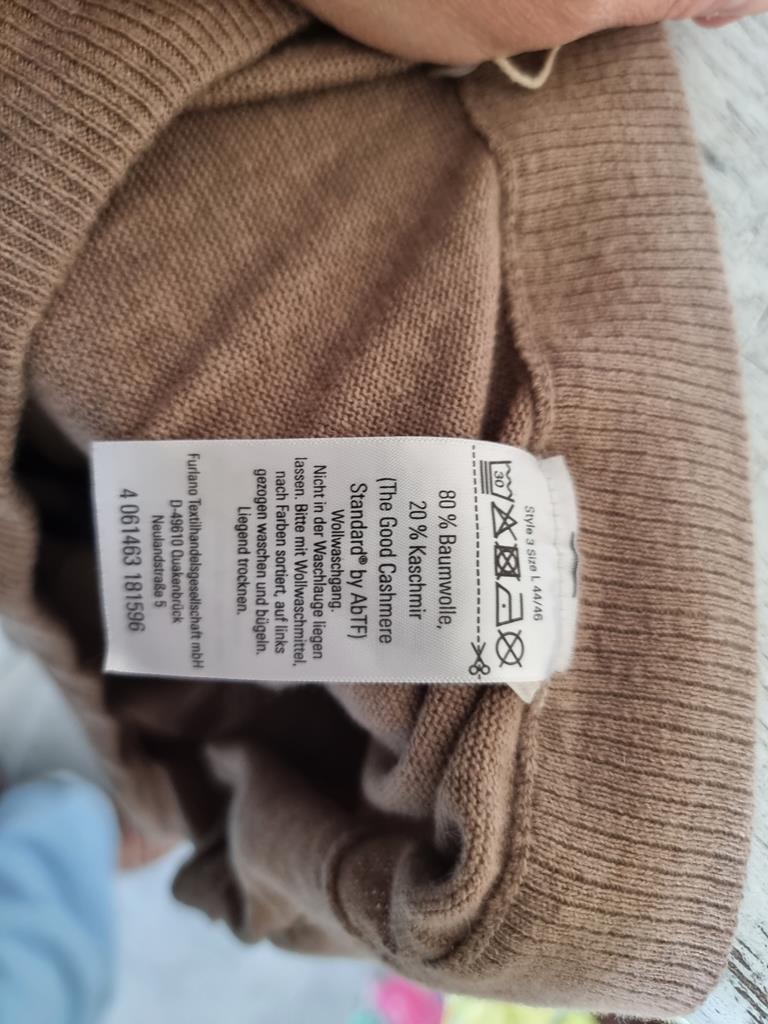 Style 3 Size L 44/46
30
80 % Baumwolle,
20 % Kaschmir
(The Good Cashmere
Standard® by AbTF)
Wollwaschgang.
Nicht in der Waschlauge liegen
lassen. Bitte mit Wollwaschmittel,
nach Farben sortiert, auf links
gezogen waschen und bügeln.
Liegend trocknen.
Furlano Textilhandelsgesellschaft mbH
D-49610 Quakenbrück
Neulandstraße 5
4 061463 181596